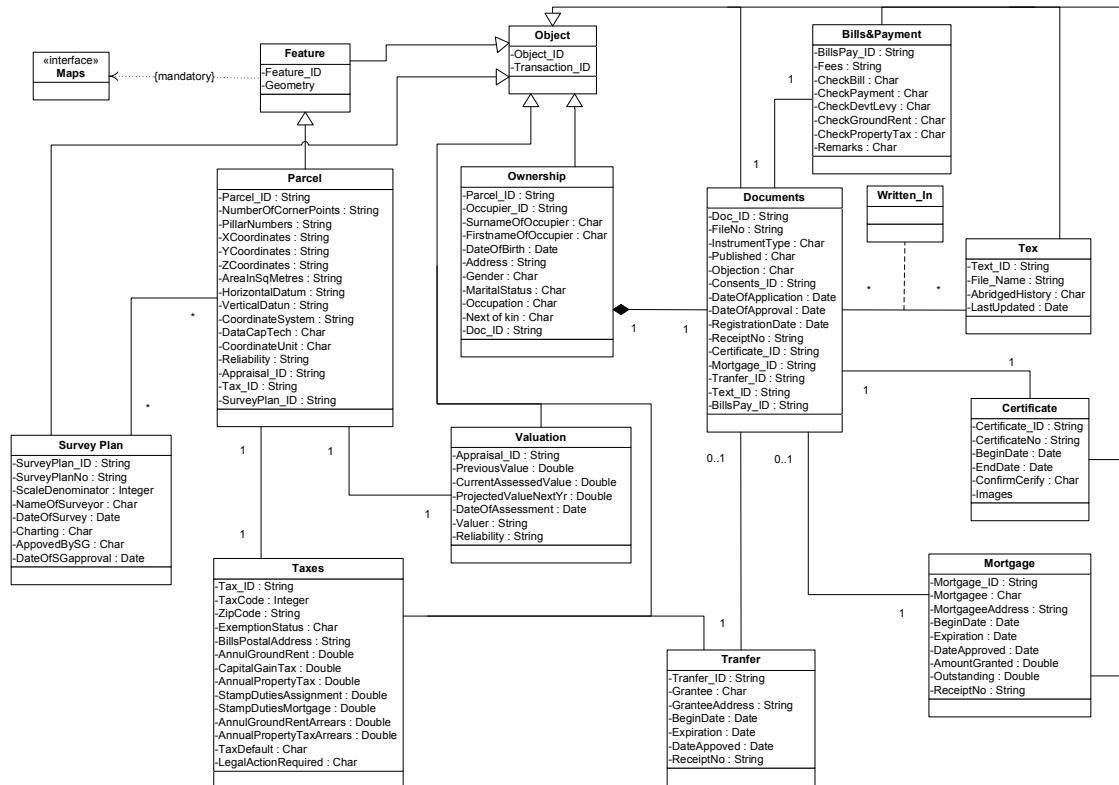 «interface»
Maps
{mandatory}
Feature
-Feature_ID
-Geometry
Object
-Object_ID
-Transaction_ID
Bills&Payment
-BillsPay_ID : String
-Fees : String
-CheckBill : Char
-CheckPayment : Char
-CheckDevtLevy : Char
-CheckGroundRent : Char
-CheckPropertyTax : Char
-Remarks : Char
1
1
Parcel
-Parcel_ID : String
-NumberOfCornerPoints : String
-PillarNumbers : String
-XCoordinates : String
-YCoordinates : String
-ZCoordinates : String
-AreaInSqMetres : String
-HorizontalDatum : String
-VerticalDatun : String
-CoordinateSystem : String
-DataCapTech : Char
-CoordinateUnit : Char
-Reliability : String
-Appraisal_ID : String
-Tax_ID : String
-SurveyPlan_ID : String
Ownership
-Parcel_ID : String
-Occupier_ID : String
-SurnameOfOccupier : Char
-FirstnameOfOccupier : Char
-DateOfBirth : Date
-Address : String
-Gender : Char
-MaritalStatus : Char
-Occupation : Char
-Next of kin : Char
-Doc_ID : String
1
1
Documents
-Doc_ID : String
-FileNo : String
-InstrumentType : Char
-Published : Char
-Objection : Char
-Consents_ID : String
-DateOfApplication : Date
-DateOfApproval : Date
-RegistrationDate : Date
-ReceiptNo : String
-Certificate_ID : String
-Mortgage_ID : String
-Tranfer_ID : String
-Text_ID : String
-BillsPay_ID : String
Written_In
*
*
Tex
-Text_ID : String
-File_Name : String
-AbridgedHistory : Char
-LastUpdated : Date
*
*
1
1
Survey Plan
-SurveyPlan_ID : String
-SurveyPlanNo : String
-ScaleDenominator : Integer
-NameOfSurveyor : Char
-DateOfSurvey : Date
-Charting : Char
-AppovedBySG : Char
-DateOfSGapproval : Date
1
1
1
1
Valuation
-Appraisal_ID : String
-PreviousValue : Double
-CurrentAssessedValue : Double
-ProjectedValueNextYr : Double
-DateOfAssessment : Date
-Valuer : String
-Reliability : String
0..1
0..1
Certificate
-Certificate_ID : String
-CertificateNo : String
-BeginDate : Date
-EndDate : Date
-ConfirmCerify : Char
-Images
Taxes
-Tax_ID : String
-TaxCode : Integer
-ZipCode : String
-ExemptionStatus : Char
-BillsPostalAddress : String
-AnnulGroundRent : Double
-CapitalGainTax : Double
-AnnualPropertyTax : Double
-StampDutiesAssignment : Double
-StampDutiesMortgage : Double
-AnnulGroundRentArrears : Double
-AnnualPropertyTaxArrears : Double
-TaxDefault : Char
-LegalActionRequired : Char
1
1
Tranfer
-Tranfer_ID : String
-Grantee : Char
-GranteeAddress : String
-BeginDate : Date
-Expiration : Date
-DateAppoved : Date
-ReceiptNo : String
Mortgage
-Mortgage_ID : String
-Mortgagee : Char
-MortgageeAddress : String
-BeginDate : Date
-Expiration : Date
-DateApproved : Date
-AmountGranted : Double
-Outstanding : Double
-ReceiptNo : String